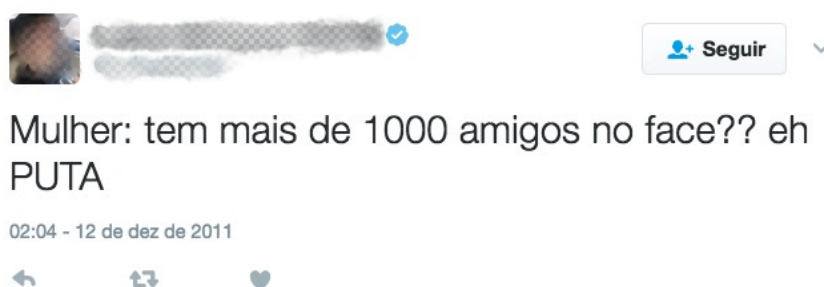 Seguir
Mulher: tem mais de 1000 amigos no face?? eh
PUTA
02:04 - 12 de dez de 2011